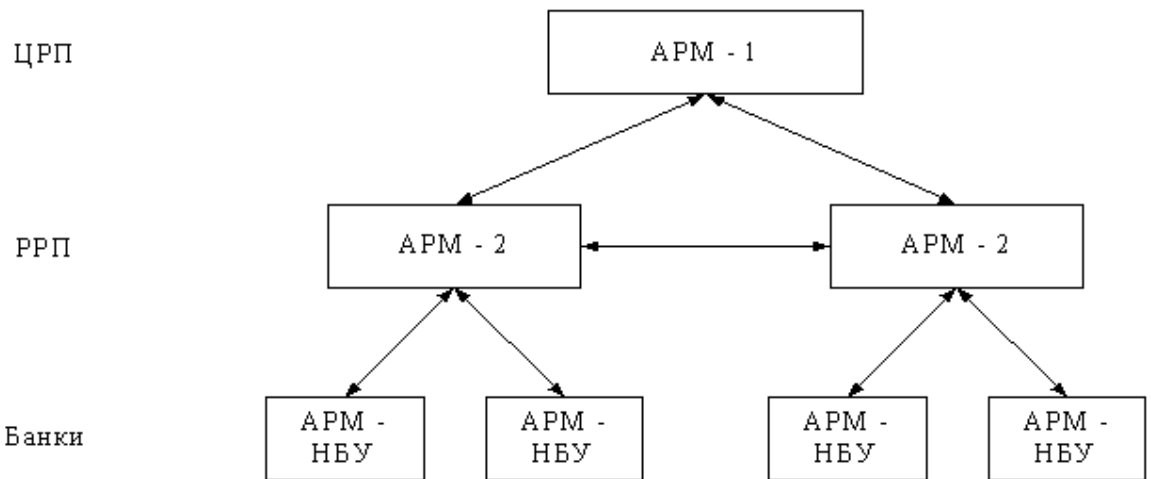 ЦРП
АРМ - 1
РРП
АРМ - 2
АРМ - 2
Банки
АРМ -
НБУ
АРМ -
НБУ
АРМ -
НБУ
АРМ -
НБУ